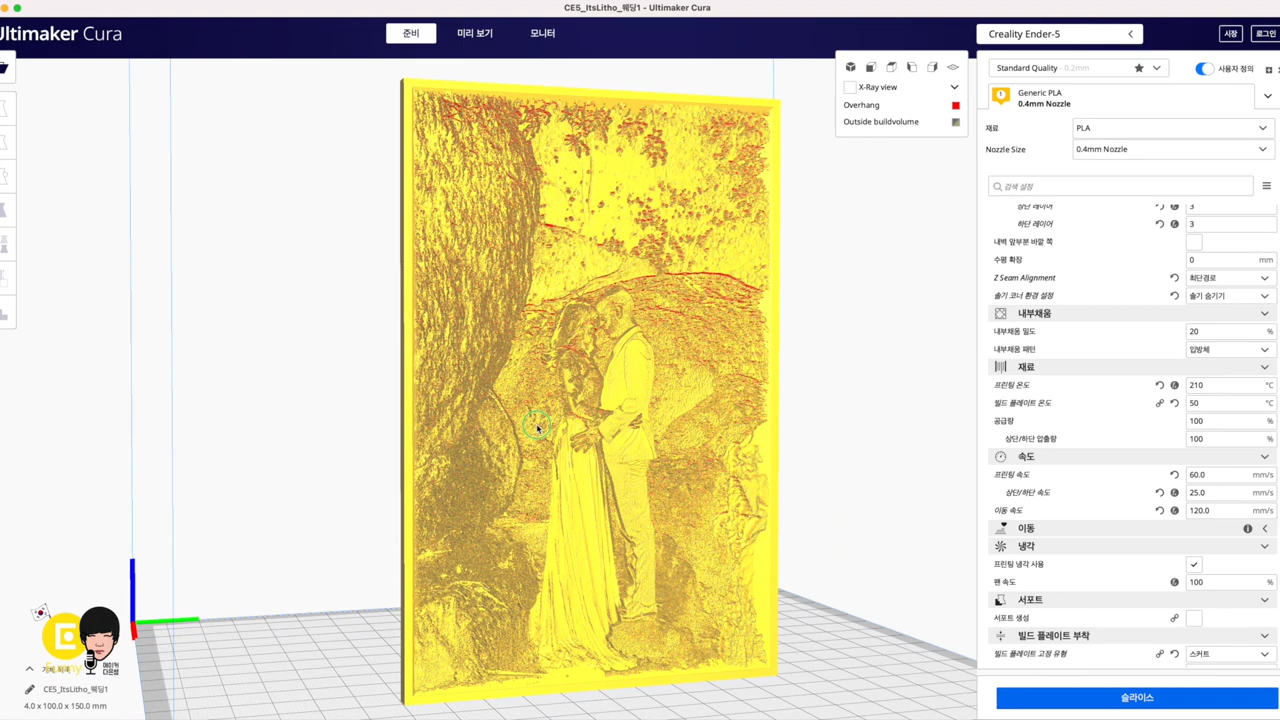 CE5_ItsLitho_웨딩1 - Ultimaker Cura
Ultimaker Cura
준비
미리 보기
모니터
Creality Ender-5
시장
로그인
Standard Quality - 0.2mm
사용자 정의
X-Ray view
Overhang
Outside buildvolume
1
Generic PLA
0.4mm Nozzle
재료
PLA
Nozzle Size
0.4mm Nozzle
검색 설정
상단 레이어
3
하단 레이어
3
내벽 앞부분 바깥 쪽
수평 확장
0 mm
Z Seam Alignment
최단경로
솔기 코너 환경 설정
솔기 숨기기
내부채움
내부채움 밀도
20 %
내부채움 패턴
입방체
재료
프린팅 온도
210 °C
빌드 플레이트 온도
50 °C
공급량
100 %
상단/하단 압출량
100 %
속도
프린팅 속도
60.0 mm/s
상단/하단 속도
25.0 mm/s
이동 속도
120.0 mm/s
이동
냉각
프린팅 냉각 사용
팬 속도
100 %
서포트
서포트 생성
빌드 플레이트 부착
빌드 플레이트 고정 유형
스커트
슬라이스
메이커
다은쌤
CE5_ItsLitho_웨딩1
4.0 x 100.0 x 150.0 mm